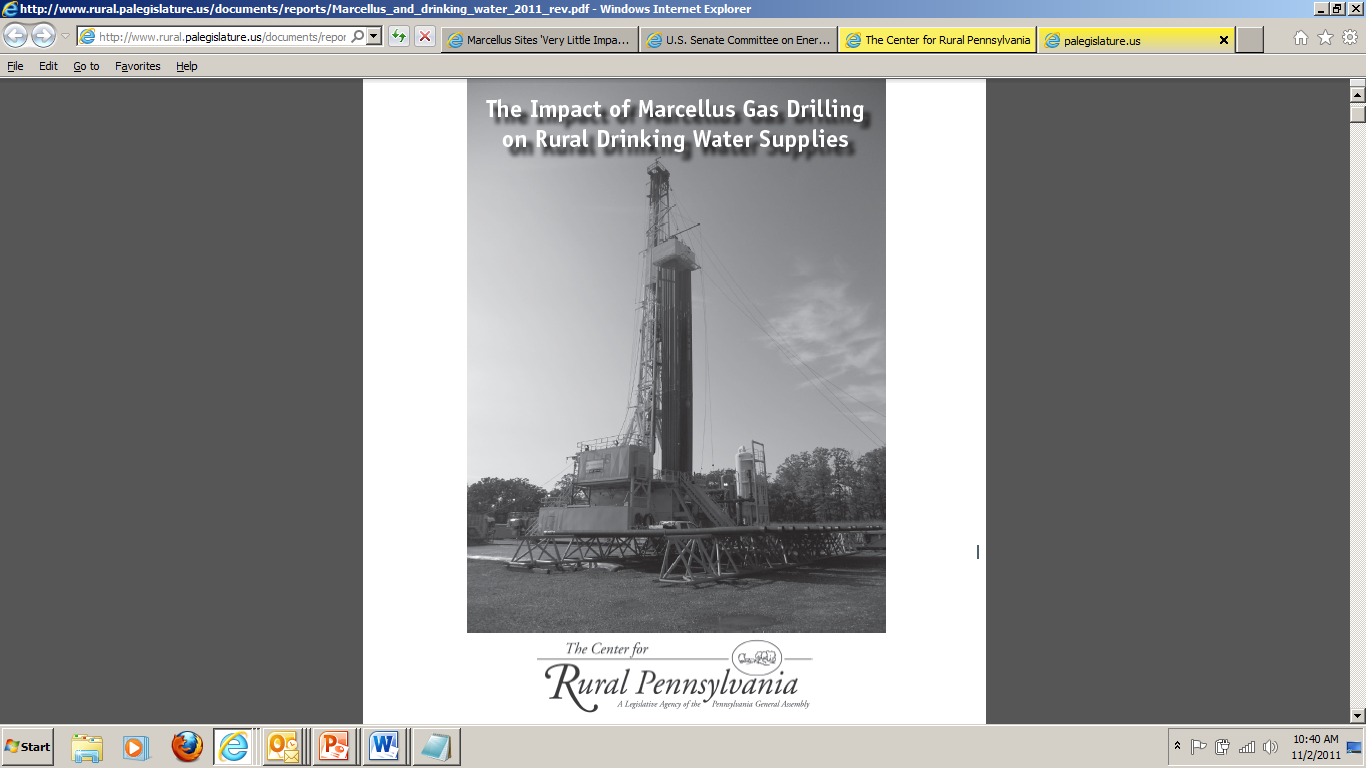 http://www.rural.palegislature.us/documents/reports/Marcellus_and_drinking_water_2011_rev.pdf - Windows Internet Explorer
http://www.rural.palegislature.us/documents/repor
Marcellus Sites 'Very Little Impa...
U.S. Senate Committee on Ener...
The Center for Rural Pennsylvania
palegislature.us
File Edit Go to Favorites Help
The Impact of Marcellus Gas Drilling
on Rural Drinking Water Supplies
The Center for
Rural Pennsylvania
A Legislative Agency of the Pennsylvania General Assembly
Start
10:40 AM
11/2/2011